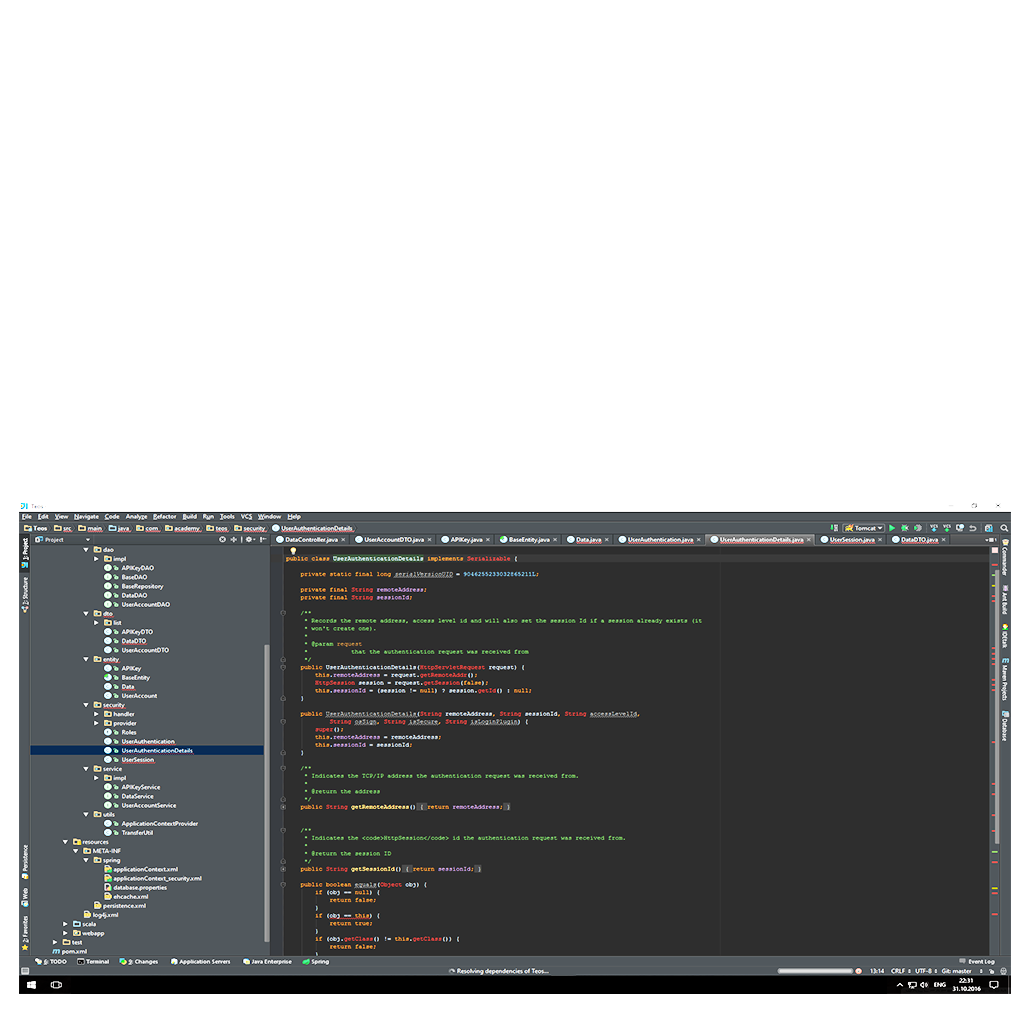 Teos
File Edit View Navigate Code Analyze Refactor Build Run Tools VCS Window Help
Teos src main java com academy teos security UserAuthenticationDetails Tomcat
Project DataController.java UserAccountDTO.java APIKey.java BaseEntity.java Data.java UserAuthentication.java UserAuthenticationDetails.java UserSession.java DataDTO.java
1: Project
Z: Structure
Persistence
Web
2: Favorites
dao
impl
APIKeyDAO
BaseDAO
BaseRepository
DataDAO
UserAccountDAO
dto
list
APIKeyDTO
DataDTO
UserAccountDTO
entity
APIKey
BaseEntity
Data
UserAccount
security
handler
provider
Roles
UserAuthentication
UserAuthenticationDetails
UserSession
service
impl
APIKeyService
DataService
UserAccountService
utils
ApplicationContextProvider
TransferUtil
resources
META-INF
spring
applicationContext.xml
applicationContext_security.xml
database.properties
ehcache.xml
persistence.xml
log4j.xml
scala
webapp
test
pom.xml
public class UserAuthenticationDetails implements Serializable {
private static final long serialVersionUID = 9046255233032865211L;
private final String remoteAddress;
private final String sessionId;
/**
* Records the remote address, access level id and will also set the session Id if a session already exists (it
* won't create one).
*
* @param request
* that the authentication request was received from
*/
public UserAuthenticationDetails(HttpServletRequest request) {
this.remoteAddress = request.getRemoteAddr();
HttpSession session = request.getSession(false);
this.sessionId = (session != null) ? session.getId() : null;
}
public UserAuthenticationDetails(String remoteAddress, String sessionId, String accessLevelId,
String osSign, String isSecure, String isLoginPlugin) {
super();
this.remoteAddress = remoteAddress;
this.sessionId = sessionId;
}
/**
* Indicates the TCP/IP address the authentication request was received from.
*
* @return the address
*/
public String getRemoteAddress() { return remoteAddress; }
/**
* Indicates the <code>HttpSession</code> id the authentication request was received from.
*
* @return the session ID
*/
public String getSessionId() { return sessionId; }
public boolean equals(Object obj) {
if (obj == null) {
return false;
}
if (obj == this) {
return true;
}
if (obj.getClass() != this.getClass()) {
return false;
}
Commander
Ant Build
IDEtalk
Maven Projects
Database
6: TODO Terminal 9: Changes Application Servers Java Enterprise Spring Event Log
Resolving dependencies of Teos... 13:14 CRLF UTF-8 Git: master
ENG 22:31
31.10.2016